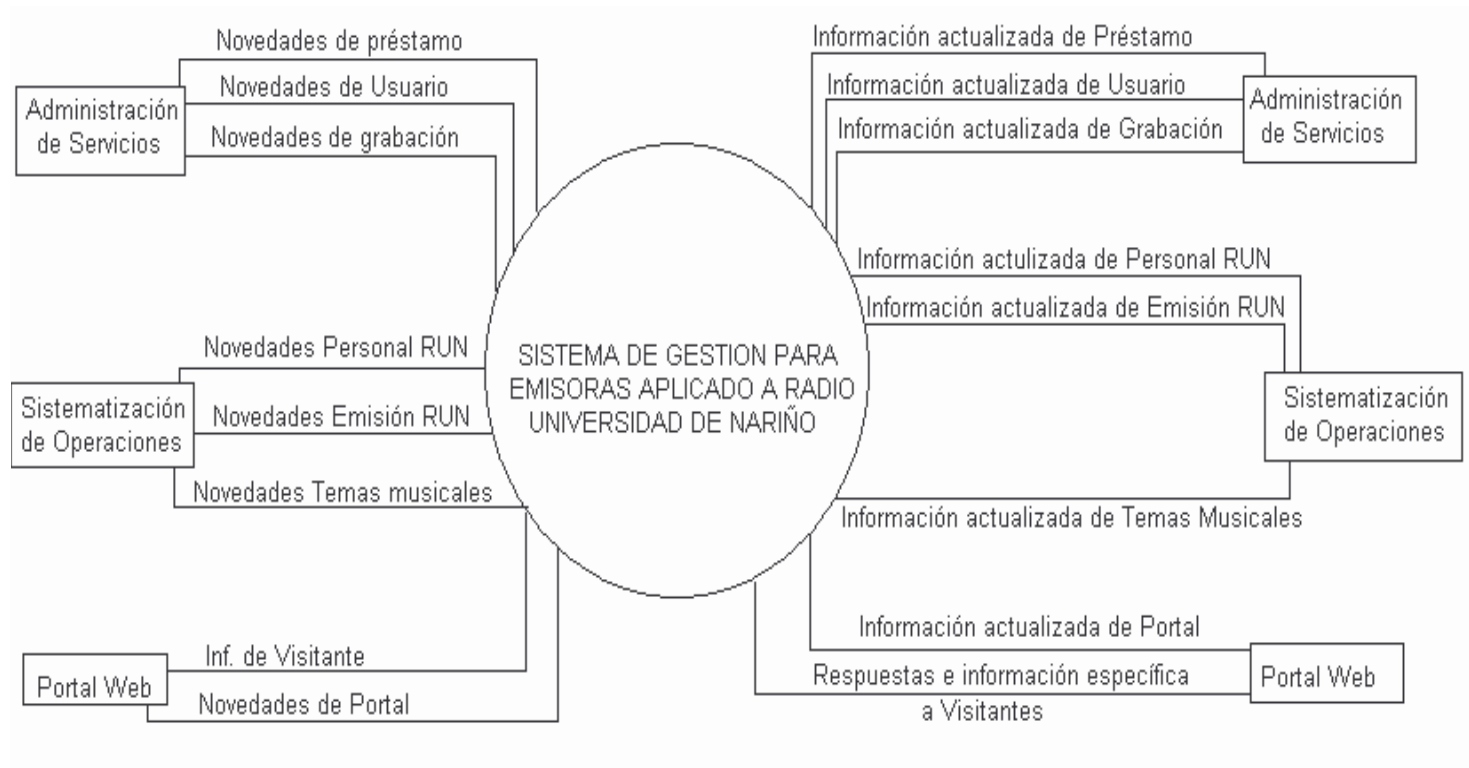 Novedades de préstamo
Novedades de Usuario
Novedades de grabación
Administración
de Servicios
Información actualizada de Préstamo
Información actualizada de Usuario
Información actualizada de Grabación
Administración
de Servicios
Información actulizada de Personal RUN
Información actualizada de Emisión RUN
Novedades Personal RUN
Novedades Emisión RUN
Novedades Temas musicales
Sistematización
de Operaciones
SISTEMA DE GESTION PARA
EMISORAS APLICADO A RADIO
UNIVERSIDAD DE NARIÑO
Sistematización
de Operaciones
Información actualizada de Temas Musicales
Inf. de Visitante
Portal Web
Novedades de Portal
Información actualizada de Portal
Respuestas e información específica
a Visitantes
Portal Web